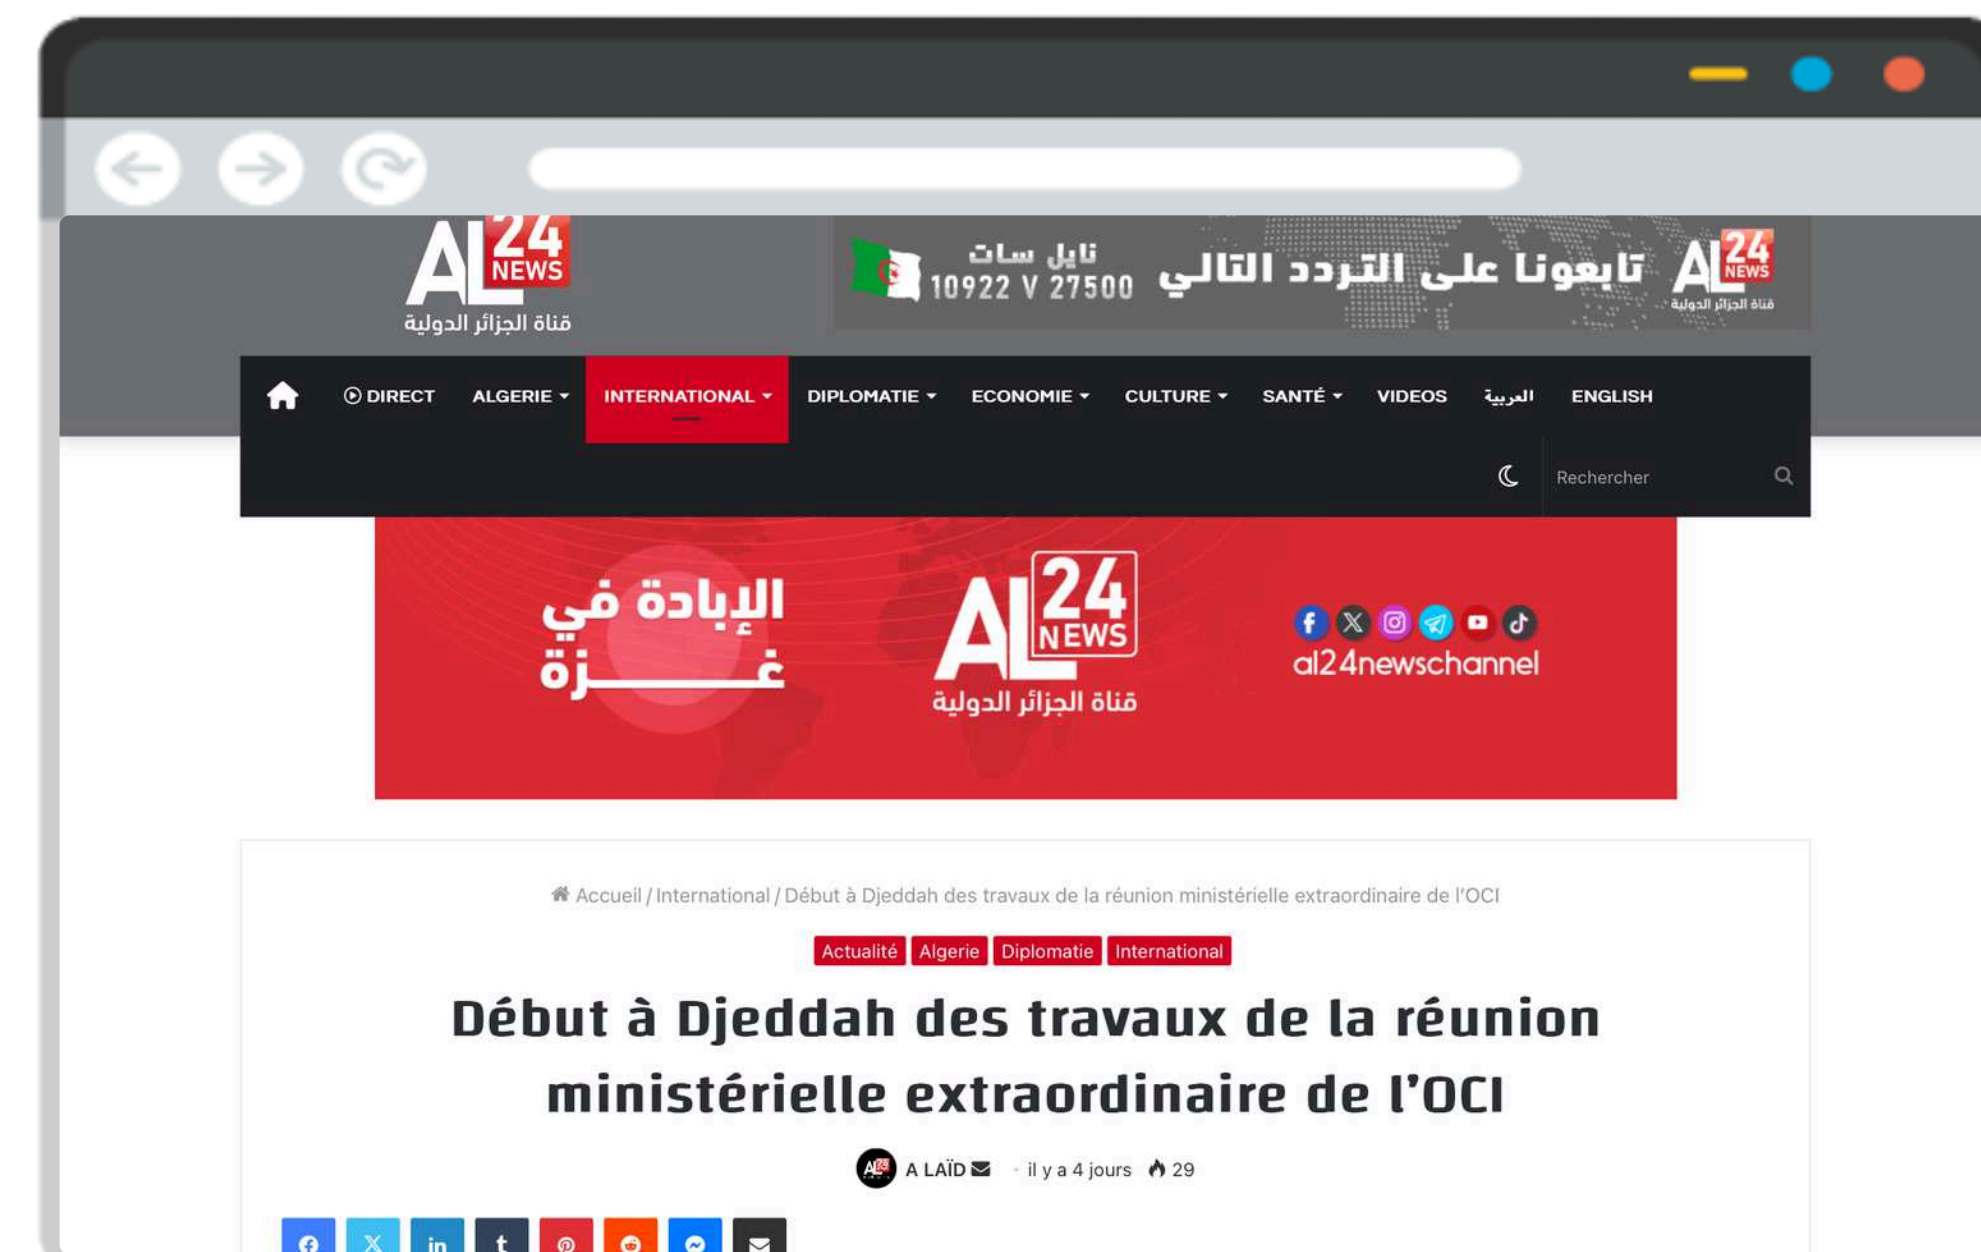 AL 24 NEWS
قناة الجزائر الدولية
تابعونا على التردد التالي
نايل سات
10922 V 27500
AL 24 NEWS
قناة الجزائر الدولية
DIRECT ALGERIE INTERNATIONAL DIPLOMATIE ECONOMIE CULTURE SANTÉ VIDEOS العربية ENGLISH
Rechercher
الإبادة في
غـــزة
AL 24 NEWS
قناة الجزائر الدولية
al24newschannel
Accueil / International / Début à Djeddah des travaux de la réunion ministérielle extraordinaire de l'OCI
Actualité Algerie Diplomatie International
Début à Djeddah des travaux de la réunion
ministérielle extraordinaire de l’OCI
A LAÏD il y a 4 jours 29